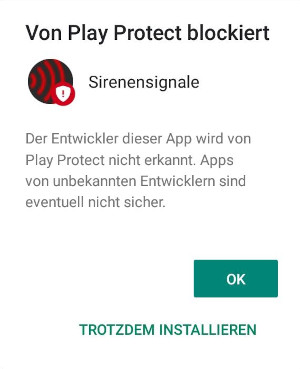 Von Play Protect blockiert
Sirenensignale
Der Entwickler dieser App wird von
Play Protect nicht erkannt. Apps
von unbekannten Entwicklern sind
eventuell nicht sicher.
OK
TROTZDEM INSTALLIEREN